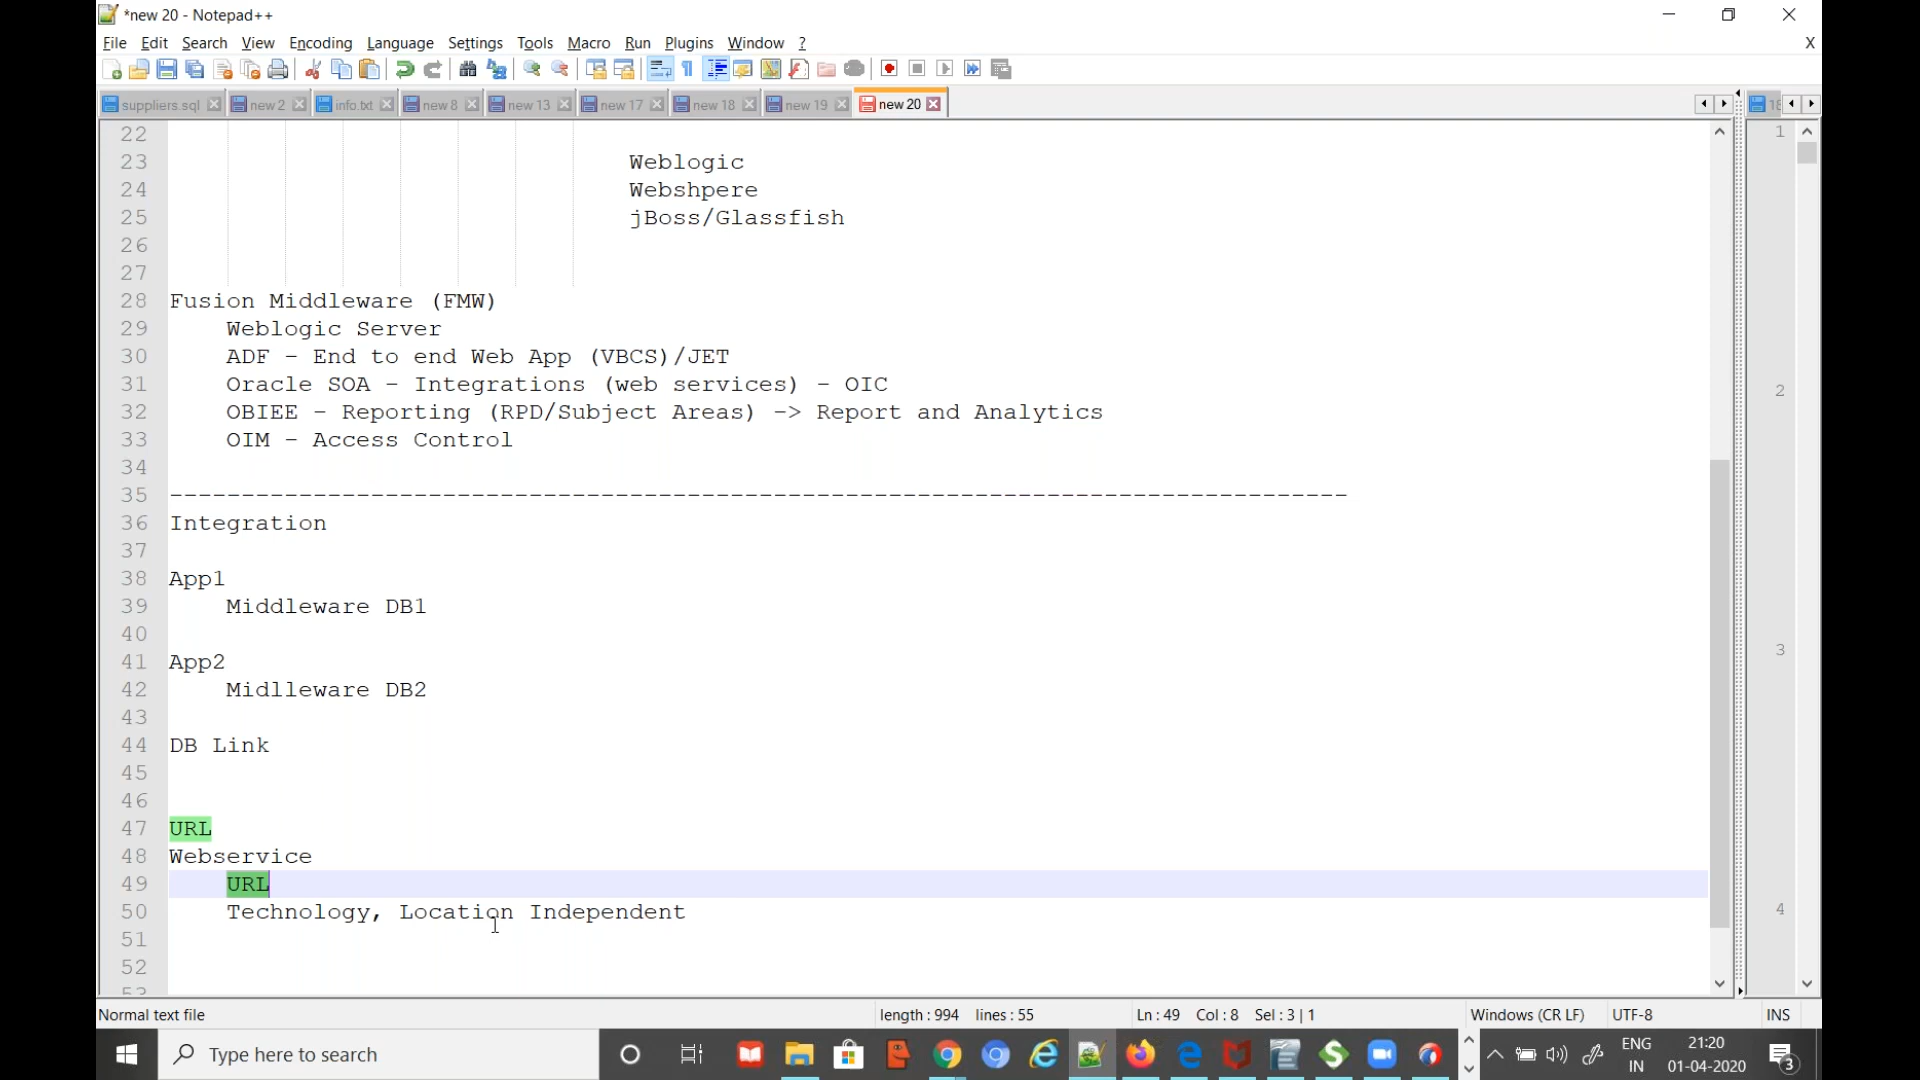 *new 20 - Notepad++
File Edit Search View Encoding Language Settings Tools Macro Run Plugins Window ? X
suppliers.sql new 2 info.txt new 8 new 13 new 17 new 18 new 19 new 20
22
23 Weblogic
24 Webshpere
25 jBoss/Glassfish
26
27
28 Fusion Middleware (FMW)
29 Weblogic Server
30 ADF - End to end Web App (VBCS)/JET
31 Oracle SOA - Integrations (web services) - OIC
32 OBIEE - Reporting (RPD/Subject Areas) -> Report and Analytics
33 OIM - Access Control
34
35 ----------------------------------------------------------------------------------
36 Integration
37
38 App1
39 Middleware DB1
40
41 App2
42 Midlleware DB2
43
44 DB Link
45
46
47 URL
48 Webservice
49 URL
50 Technology, Location Independent
51
52
53
1
2
3
4
Normal text file length : 994 lines : 55 Ln : 49 Col : 8 Sel : 3 | 1 Windows (CR LF) UTF-8 INS
Type here to search
ENG
IN
21:20
01-04-2020
3